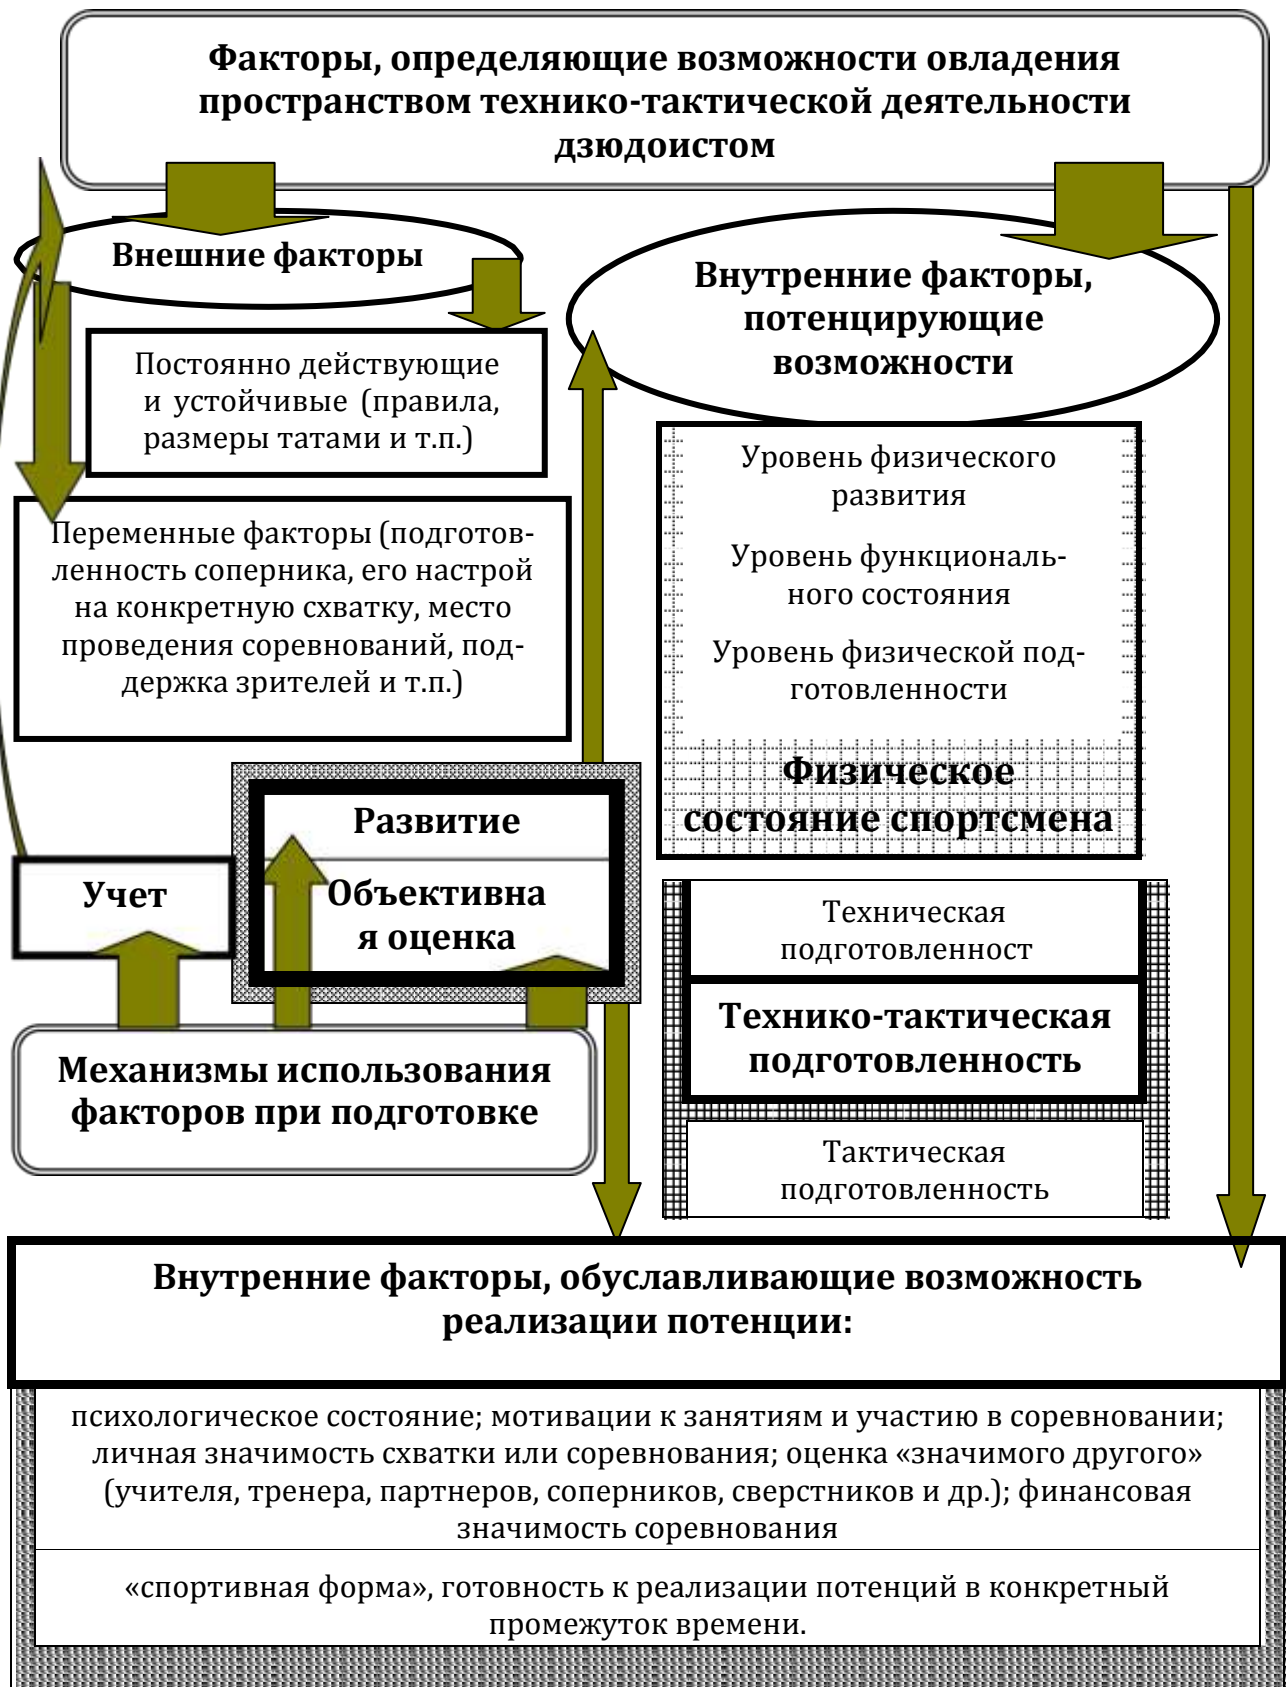 Факторы, определяющие возможности овладения
пространством технико-тактической деятельности
дзюдоистом
Внешние факторы
Внутренние факторы,
потенцирующие
возможности
Постоянно действующие
и устойчивые (правила,
размеры татами и т.п.)
Переменные факторы (подготов-
ленность соперника, его настрой
на конкретную схватку, место
проведения соревнований, под-
держка зрителей и т.п.)
Уровень физического
развития
Уровень функциональ-
ного состояния
Уровень физической под-
готовленности
Физическое
состояние спортсмена
Развитие
Учет
Объективна
я оценка
Техническая
подготовленност
Технико-тактическая
подготовленность
Механизмы использования
факторов при подготовке
Тактическая
подготовленность
Внутренние факторы, обуславливающие возможность
реализации потенции:
психологическое состояние; мотивации к занятиям и участию в соревновании;
личная значимость схватки или соревнования; оценка «значимого другого»
(учителя, тренера, партнеров, соперников, сверстников и др.); финансовая
значимость соревнования
«спортивная форма», готовность к реализации потенций в конкретный
промежуток времени.